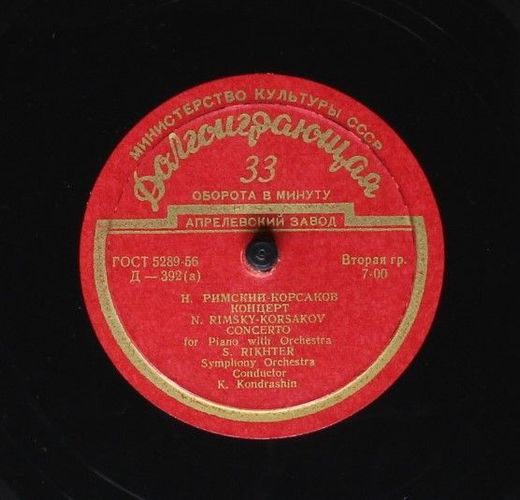 МИНИСТЕРСТВО КУЛЬТУРЫ СССР
Долгоиграющая
33
ОБОРОТА В МИНУТУ
АПРЕЛЕВСКИЙ ЗАВОД
ГОСТ 5289-56
Д — 392(а)
Вторая гр.
7-00
Н. РИМСКИЙ-КОРСАКОВ
КОНЦЕРТ
N. RIMSKY-KORSAKOV
CONCERTO
for Piano with Orchestra
S. RIKHTER
Symphony Orchestra
Conductor
K. Kondrashin